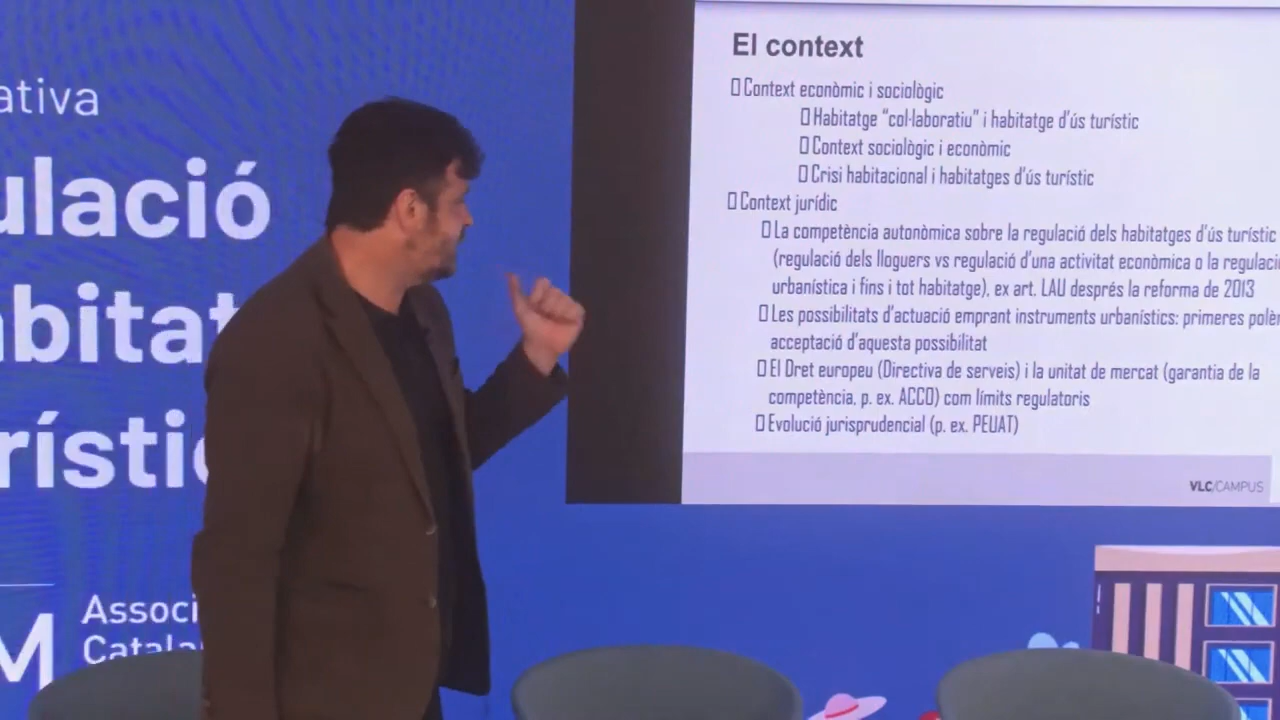 ativa
ulació
abitat
rístic
M
Associ
Catala
El context
Context econòmic i sociològic
Habitatge “col·laboratiu” i habitatge d’ús turístic
Context sociològic i econòmic
Crisi habitacional i habitatges d’ús turístic
Context jurídic
La competència autonòmica sobre la regulació dels habitatges d’ús turístic
(regulació dels lloguers vs regulació d’una activitat econòmica o la regulaci
urbanística i fins i tot habitatge), ex art. LAU després la reforma de 2013
Les possibilitats d’actuació emprant instruments urbanístics: primeres polèm
acceptació d’aquesta possibilitat
El Dret europeu (Directiva de serveis) i la unitat de mercat (garantia de la
competència, p. ex. ACCO) com límits regulatoris
Evolució jurisprudencial (p. ex. PEUAT)
VLC/CAMPUS